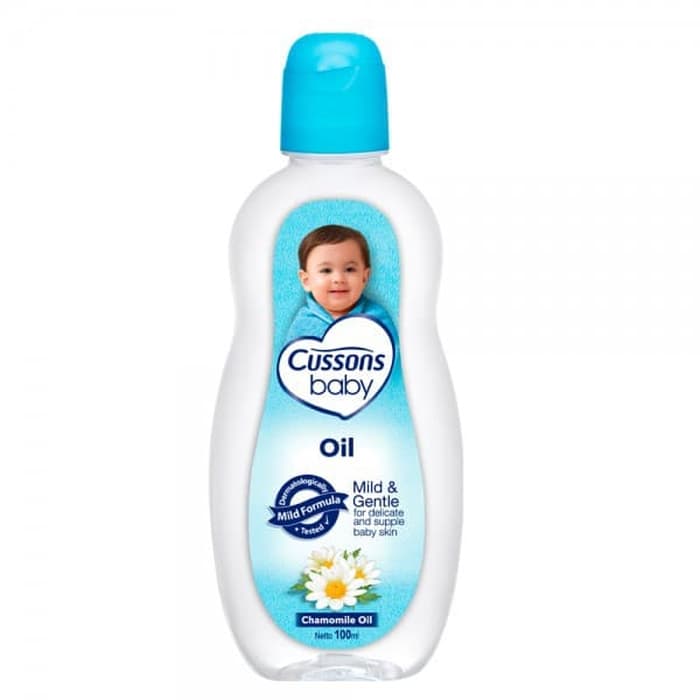 Cussons
baby
Oil
Dermatologically
Mild Formula
• Tested ✓
Mild &
Gentle
for delicate
and supple
baby skin
Chamomile Oil
Netto 100ml